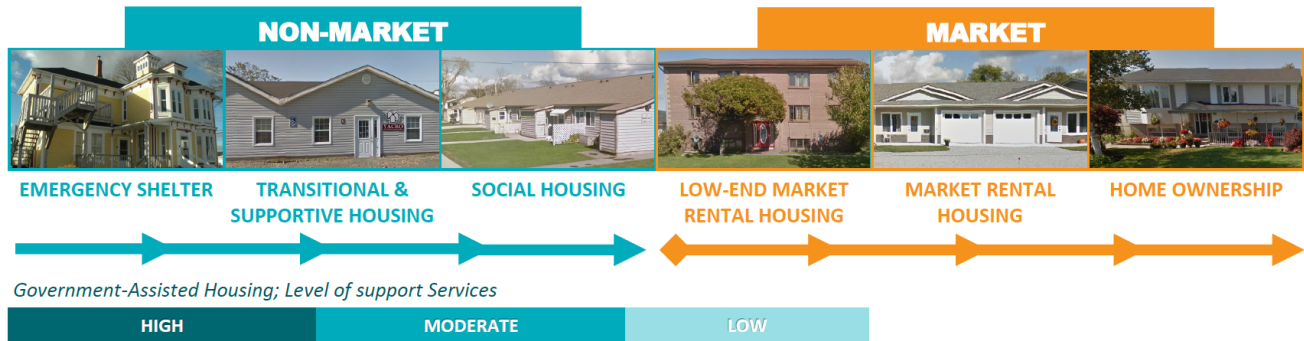 NON-MARKET
MARKET
YACRO
EMERGENCY SHELTER
TRANSITIONAL &
SUPPORTIVE HOUSING
SOCIAL HOUSING
LOW-END MARKET
RENTAL HOUSING
MARKET RENTAL
HOUSING
HOME OWNERSHIP
Government-Assisted Housing; Level of support Services
HIGH
MODERATE
LOW